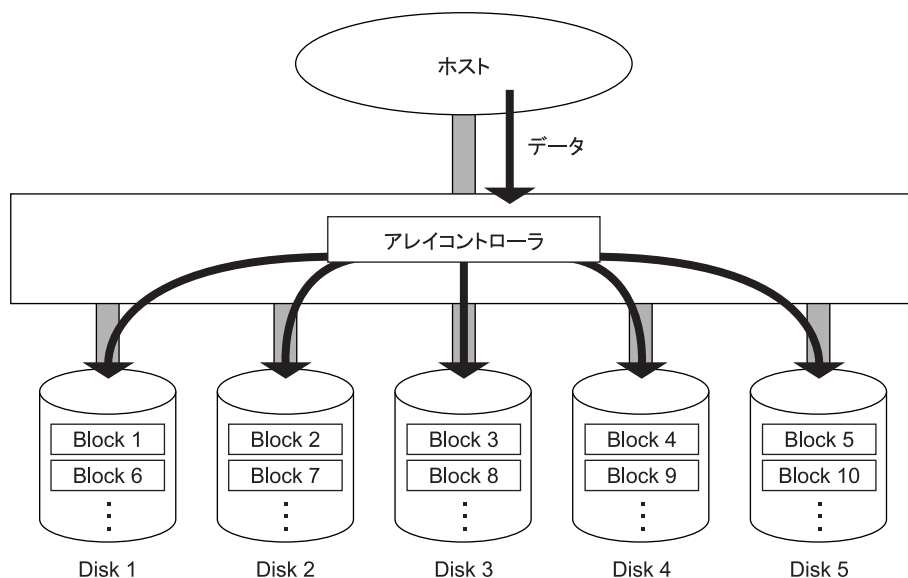 ホスト
データ
アレイコントローラ
Block 1 Block 2 Block 3 Block 4 Block 5
Block 6 Block 7 Block 8 Block 9 Block 10
Disk 1 Disk 2 Disk 3 Disk 4 Disk 5